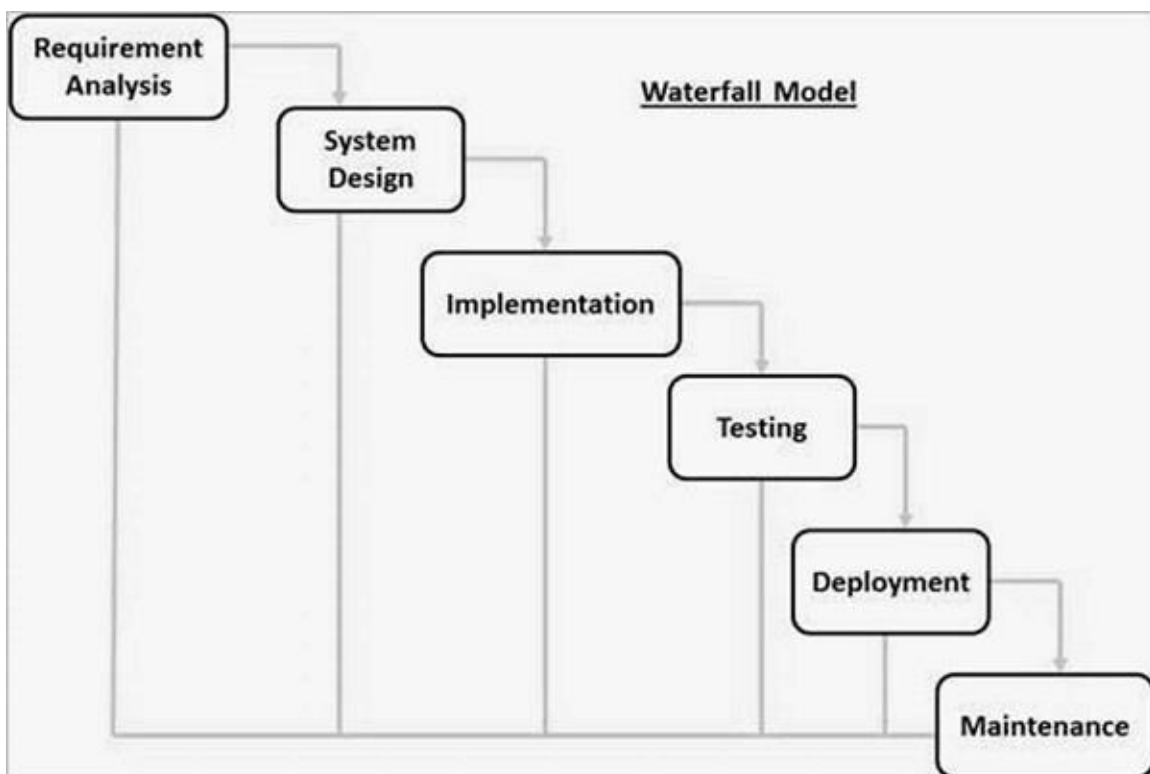 Requirement
Analysis
Waterfall Model
System
Design
Implementation
Testing
Deployment
Maintenance